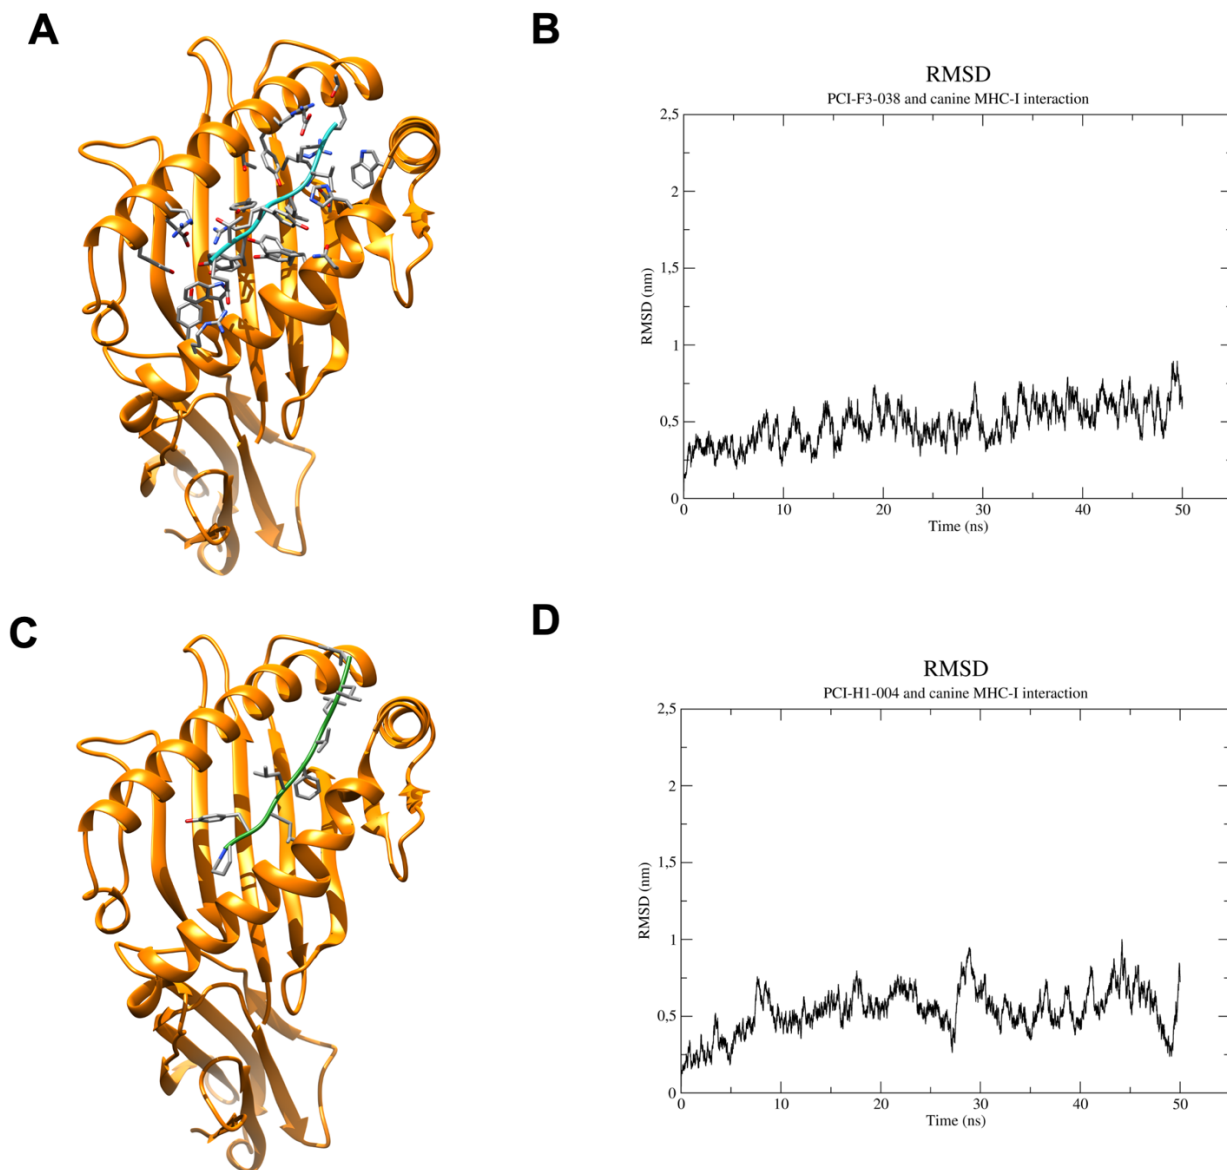 A
B
RMSD
PCI-F3-038 and canine MHC-I interaction
2,5
2
1,5
1
0,5
0
RMSD (nm)
0 10 20 30 40 50
Time (ns)
C
D
RMSD
PCI-H1-004 and canine MHC-I interaction
2,5
2
1,5
1
0,5
0
RMSD (nm)
0 10 20 30 40 50
Time (ns)